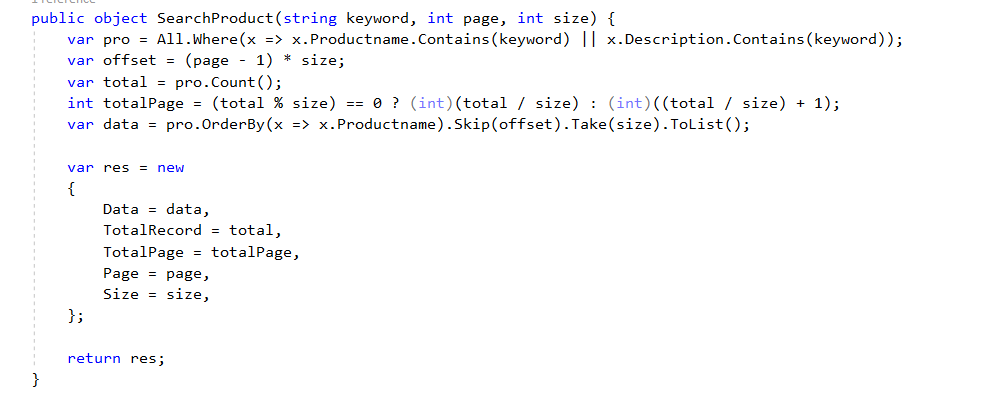 1 reference
public object SearchProduct(string keyword, int page, int size) {
    var pro = All.Where(x => x.Productname.Contains(keyword) || x.Description.Contains(keyword));
    var offset = (page - 1) * size;
    var total = pro.Count();
    int totalPage = (total % size) == 0 ? (int)(total / size) : (int)((total / size) + 1);
    var data = pro.OrderBy(x => x.Productname).Skip(offset).Take(size).ToList();
    var res = new
    {
        Data = data,
        TotalRecord = total,
        TotalPage = totalPage,
        Page = page,
        Size = size,
    };
    return res;
}